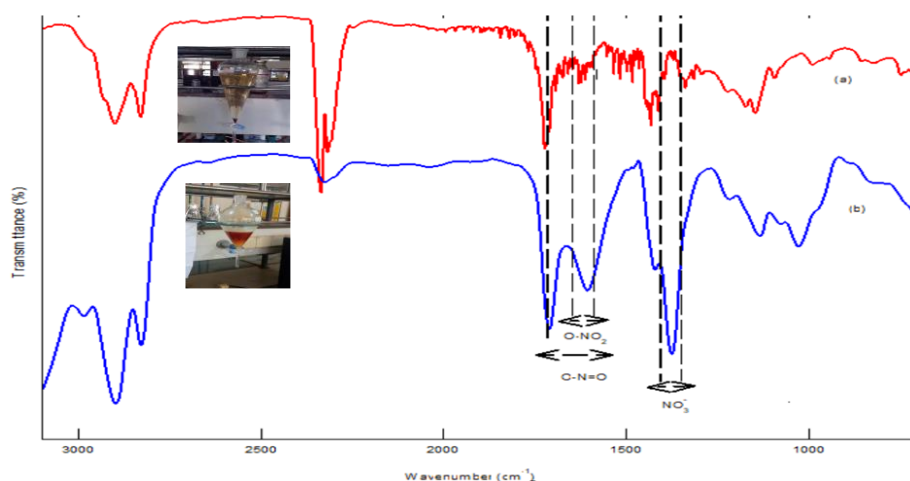 (a)
(b)
Transmittance (%)
O-NO2
C-N=O
NO3-
3000 2500 2000 1500 1000
Wavenumber (cm-1)